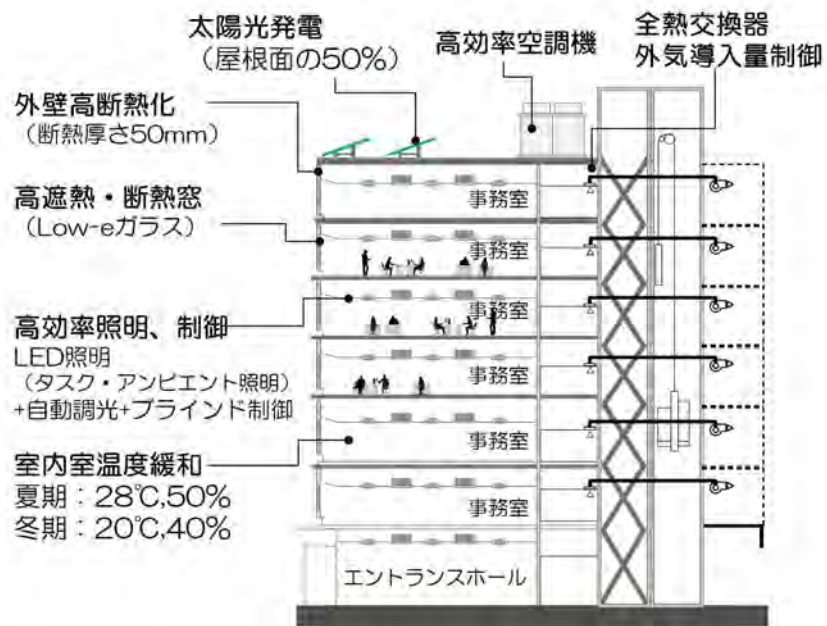 太陽光発電
（屋根面の50%）
高効率空調機
全熱交換器
外気導入量制御
外壁高断熱化
（断熱厚さ50mm）
高遮熱・断熱窓
（Low-eガラス）
高効率照明、制御
LED照明
（タスク・アンビエント照明）
+自動調光+ブラインド制御
室内室温度緩和
夏期：28℃,50%
冬期：20℃,40%
事務室
事務室
事務室
事務室
事務室
事務室
エントランスホール